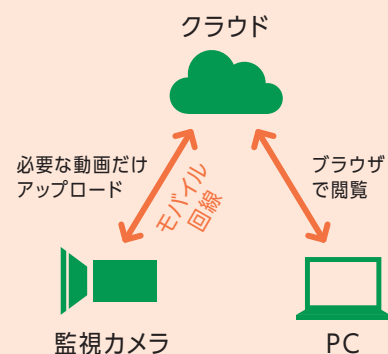 クラウド
必要な動画だけ
アップロード
モバイル
回線
ブラウザ
で閲覧
監視カメラ
PC